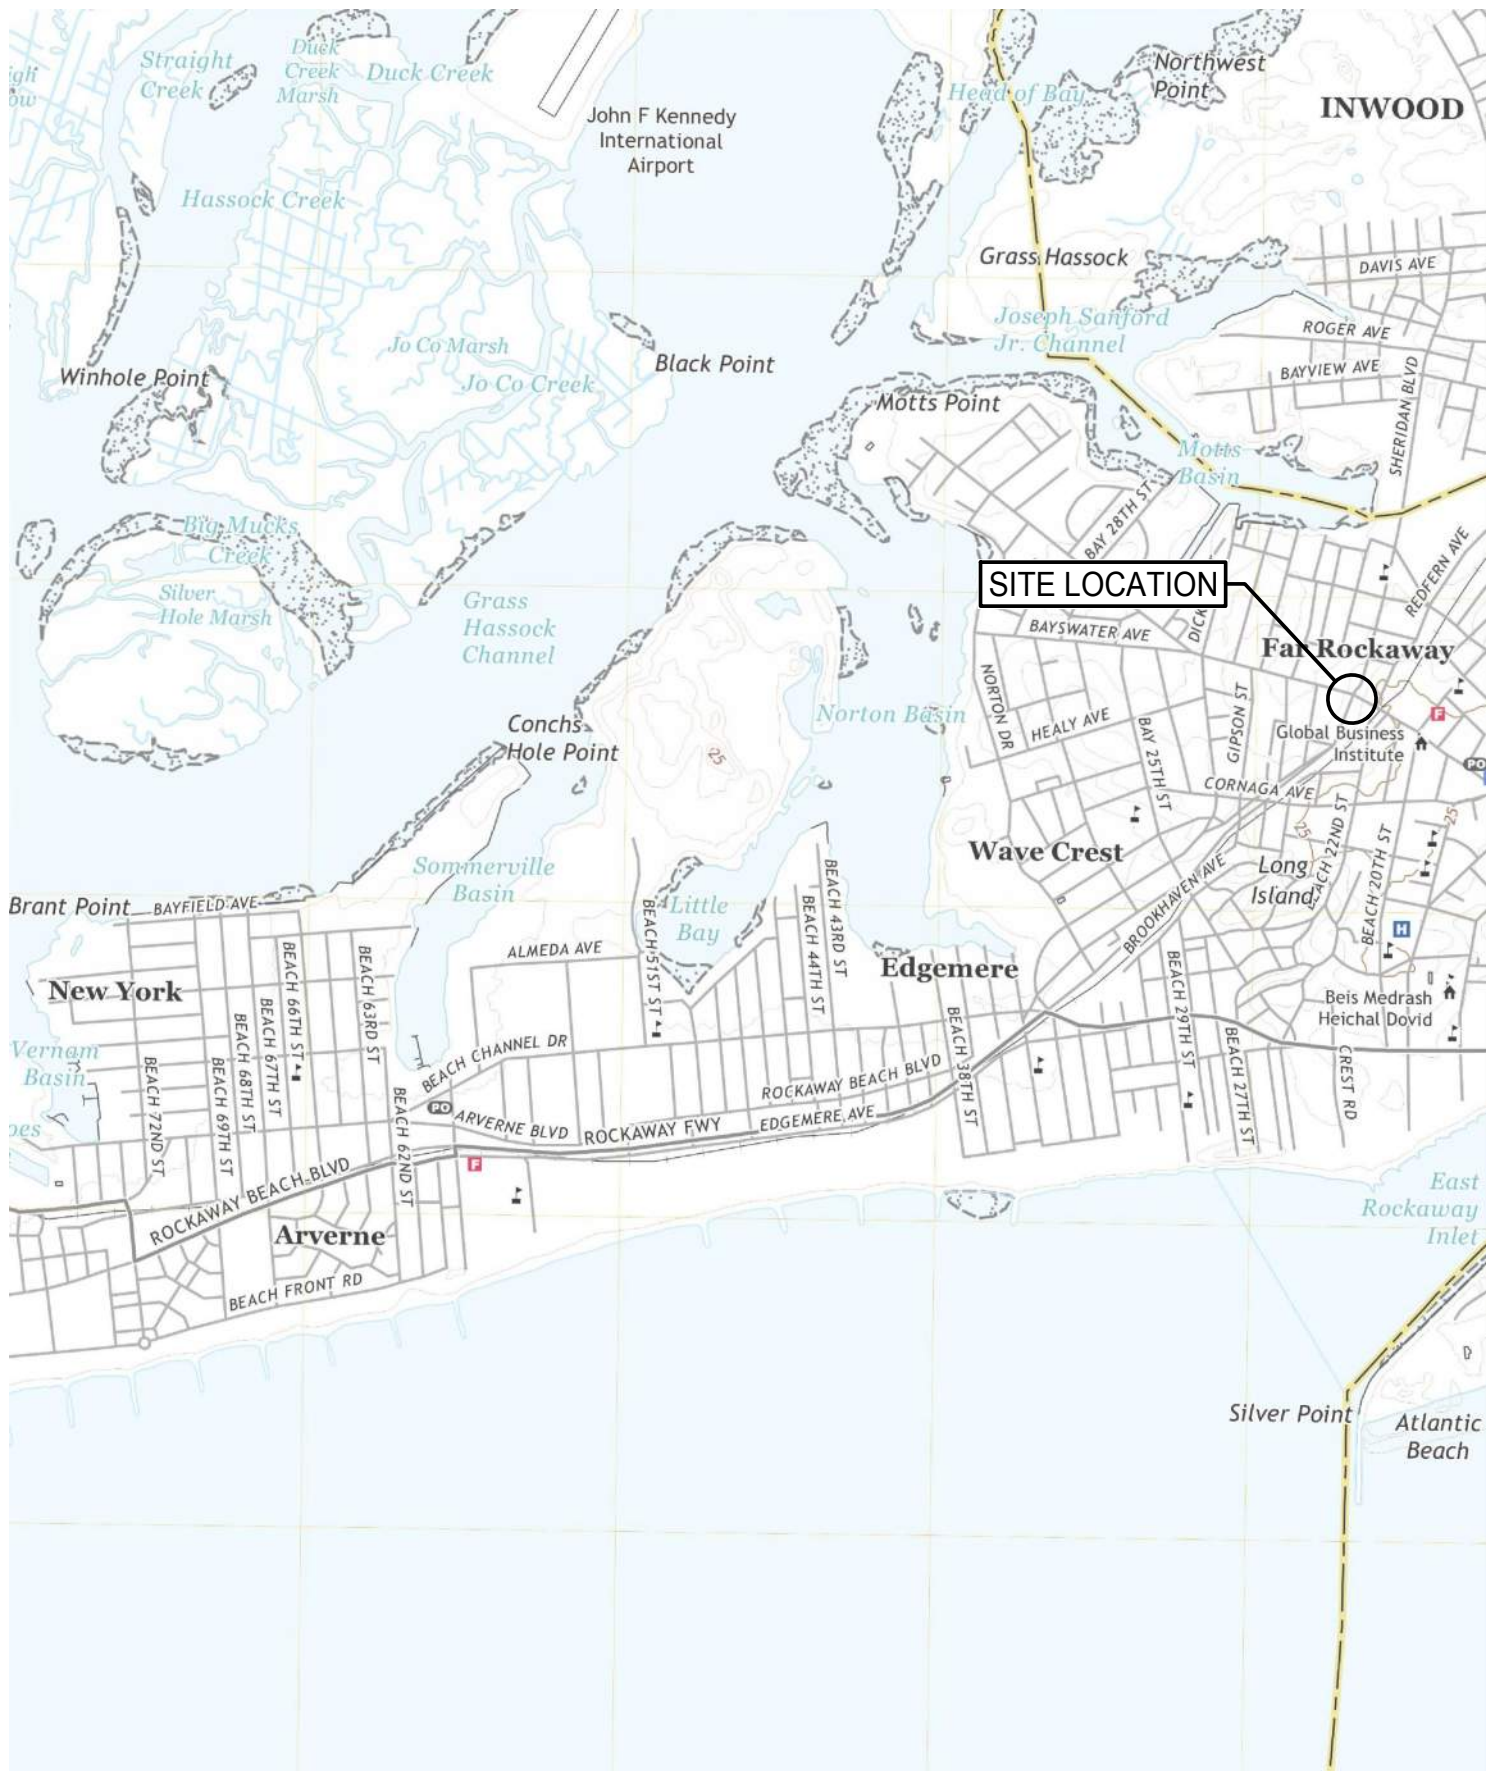 Straight
Creek
Duck
Creek
Marsh
Duck Creek
John F Kennedy
International
Airport
Head of Bay
Northwest
Point
INWOOD
Hassock Creek
Grass Hassock
DAVIS AVE
Joseph Sanford
Jr. Channel
ROGER AVE
BAYVIEW AVE
SHERIDAN BLVD
Jo Co Marsh
Jo Co Creek
Black Point
Winhole Point
Motts Point
Motts
Basin
BAY 28TH ST
Big Mucks
Creek
Silver
Hole Marsh
Grass
Hassock
Channel
SITE LOCATION
REDFERN AVE
BAYSWATER AVE
DICK
Far Rockaway
NORTON DR
HEALY AVE
BAY 25TH ST
GIPSON ST
F
Global Business
Institute
PO
Conchs
Hole Point
25
Norton Basin
CORNAGA AVE
25
25
BEACH 22ND ST
BEACH 20TH ST
Wave Crest
Long
Island
BROOKHAVEN AVE
H
Sommerville
Basin
Brant Point
BAYFIELD AVE
Little
Bay
BEACH 51ST ST
BEACH 43RD ST
BEACH 44TH ST
ALMEDA AVE
Edgemere
New York
BEACH 66TH ST
BEACH 63RD ST
BEACH 67TH ST
BEACH 68TH ST
BEACH 69TH ST
BEACH 72ND ST
BEACH 62ND ST
BEACH 38TH ST
BEACH 29TH ST
BEACH 27TH ST
Beis Medrash
Heichal Dovid
CREST RD
Vernam
Basin
oes
BEACH CHANNEL DR
PO
ARVERNE BLVD
ROCKAWAY FWY
ROCKAWAY BEACH BLVD
EDGEMERE AVE
F
ROCKAWAY BEACH BLVD
Arverne
BEACH FRONT RD
East
Rockaway
Inlet
Silver Point
Atlantic
Beach